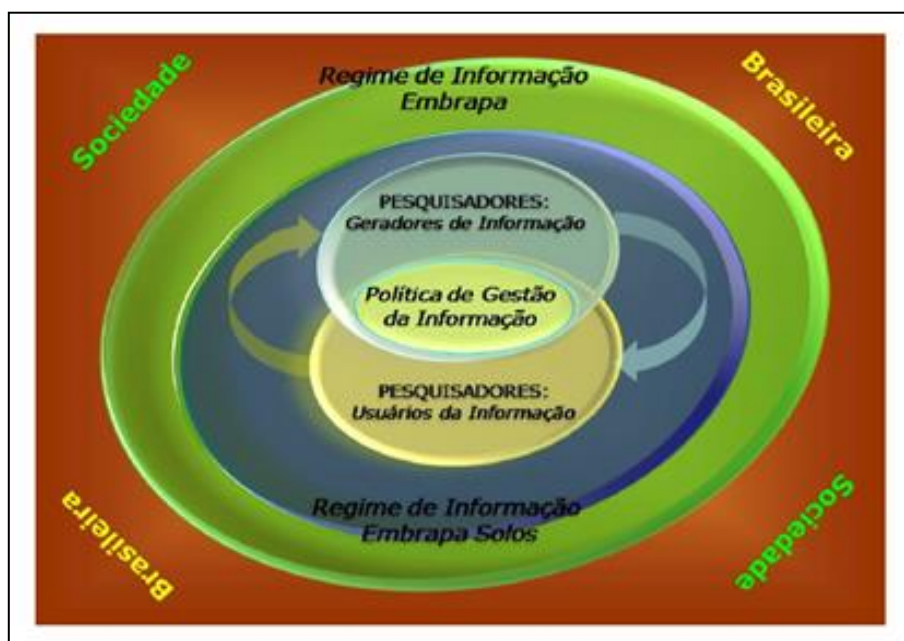 Sociedade
Brasileira
Regime de Informação
Embrapa
PESQUISADORES:
Geradores de Informação
Política de Gestão
da Informação
PESQUISADORES:
Usuários da Informação
Regime de Informação
Embrapa Solos
Brasileira
Sociedade